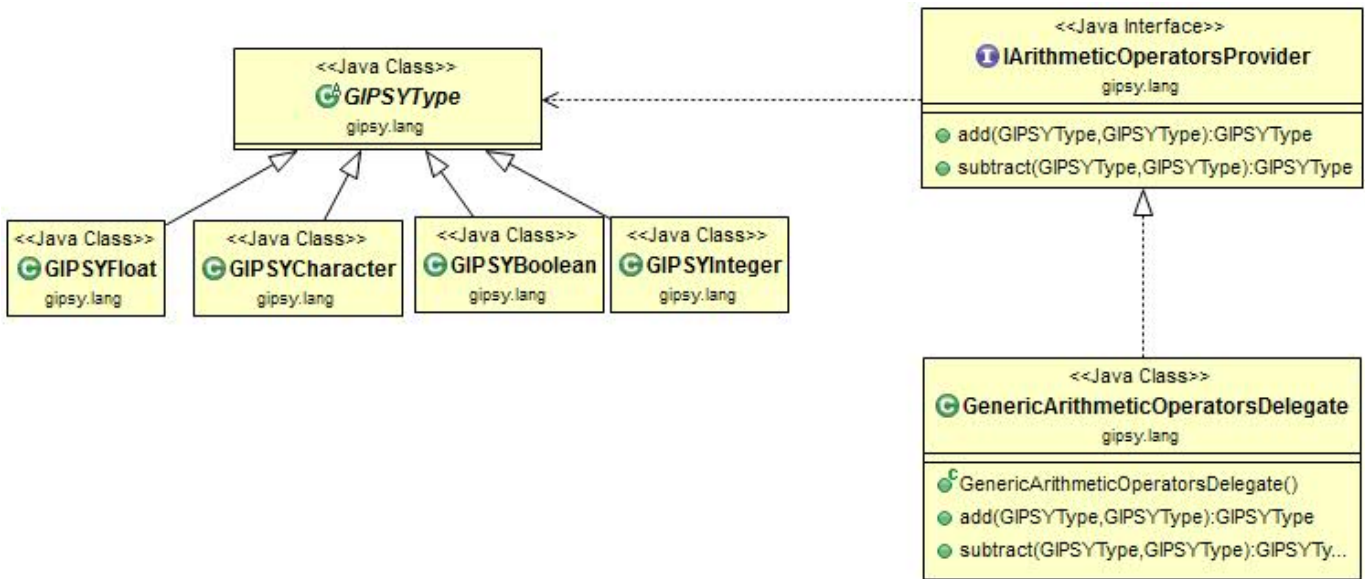 <<Java Class>>
GIPSYType
gipsy.lang
<<Java Interface>>
IArithmeticOperatorsProvider
gipsy.lang
add(GIPSYType,GIPSYType):GIPSYType
subtract(GIPSYType,GIPSYType):GIPSYType
<<Java Class>>
GIPSYFloat
gipsy.lang
<<Java Class>>
GIPSYCharacter
gipsy.lang
<<Java Class>>
GIPSYBoolean
gipsy.lang
<<Java Class>>
GIPSYInteger
gipsy.lang
<<Java Class>>
GenericArithmeticOperatorsDelegate
gipsy.lang
GenericArithmeticOperatorsDelegate()
add(GIPSYType,GIPSYType):GIPSYType
subtract(GIPSYType,GIPSYType):GIPSYTy...